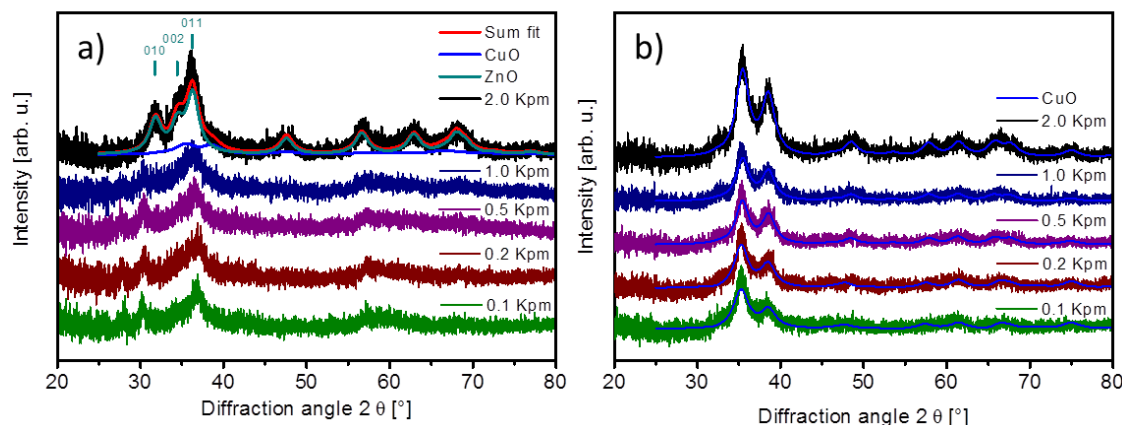 a)
010
002
011
Sum fit
CuO
ZnO
2.0 Kpm
1.0 Kpm
0.5 Kpm
0.2 Kpm
0.1 Kpm
Intensity [arb. u.]
20 30 40 50 60 70 80
Diffraction angle 2 θ [°]
b)
CuO
2.0 Kpm
1.0 Kpm
0.5 Kpm
0.2 Kpm
0.1 Kpm
Intensity [arb. u.]
20 30 40 50 60 70 80
Diffraction angle 2 θ [°]